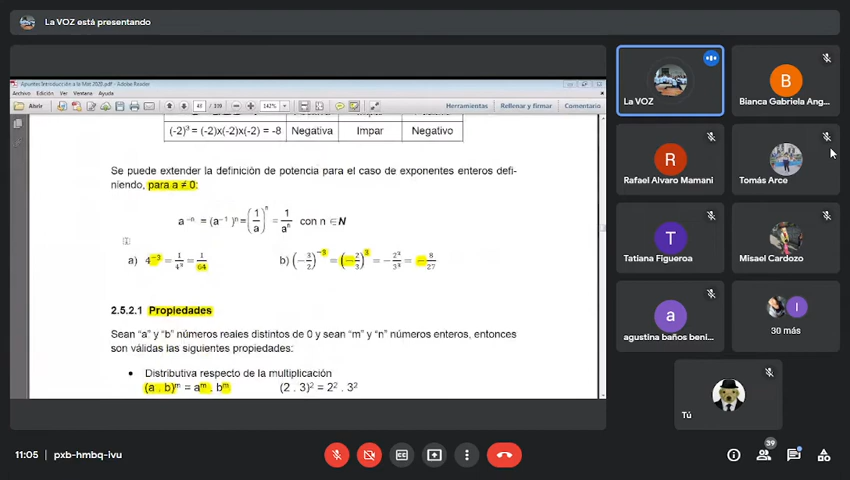 La VOZ está presentando
Apuntes Introducción a la Mat 2020.pdf - Adobe Reader
Archivo Edición Ver Ventana Ayuda
Abrir
41 / 339
142%
Herramientas
Rellenar y firmar
Comentario
(-2)³ = (-2)x(-2)x(-2) = -8 Negativa Impar Negativo
Se puede extender la definición de potencia para el caso de exponentes enteros defi-
niendo, para a ≠ 0:
a⁻ⁿ = (a⁻¹)ⁿ = (1/a)ⁿ = 1/aⁿ con n ∈ N
a) 4⁻³ = 1/4³ = 1/64 b) (-3/2)⁻³ = (-2/3)³ = -2³/3³ = -8/27
2.5.2.1 Propiedades
Sean “a” y “b” números reales distintos de 0 y sean “m” y “n” números enteros, entonces
son válidas las siguientes propiedades:
• Distributiva respecto de la multiplicación
(a . b)ᵐ = aᵐ . bᵐ (2 . 3)² = 2² . 3²
La VOZ
B
Bianca Gabriela Ang...
R
Rafael Alvaro Mamani
Tomás Arce
T
Tatiana Figueroa
Misael Cardozo
a
agustina baños beni...
I
30 más
Tú
11:05 | pxb-hmbq-ivu
39